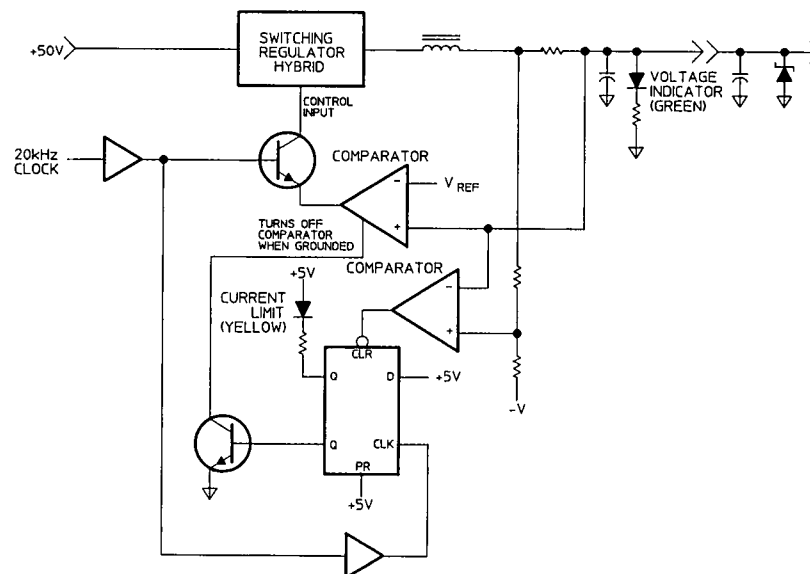 SWITCHING
REGULATOR
HYBRID
+50V
CONTROL
INPUT
VOLTAGE
INDICATOR
(GREEN)
20kHz
CLOCK
COMPARATOR
-
V REF
+
TURNS OFF
COMPARATOR
WHEN GROUNDED
COMPARATOR
-
+
+5V
CURRENT
LIMIT
(YELLOW)
CLR
Q
D
+5V
-V
Q
CLK
PR
+5V